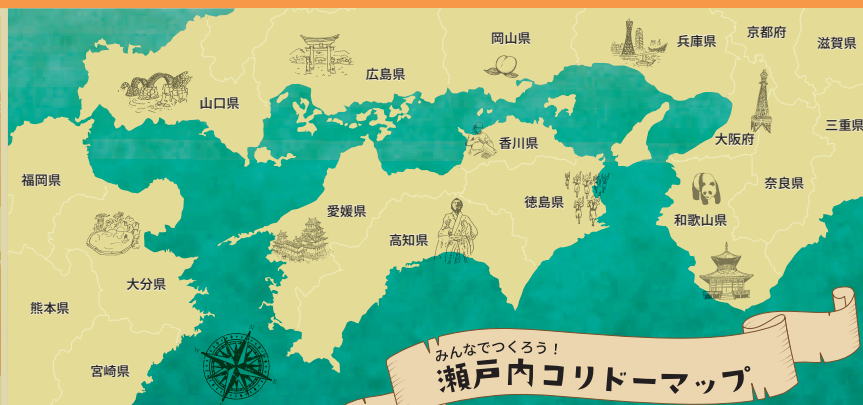 京都府
岡山県
兵庫県
滋賀県
広島県
山口県
三重県
大阪府
香川県
福岡県
奈良県
徳島県
愛媛県
和歌山県
高知県
大分県
熊本県
みんなでつくろう！
宮崎県
瀬戸内コリドーマップ